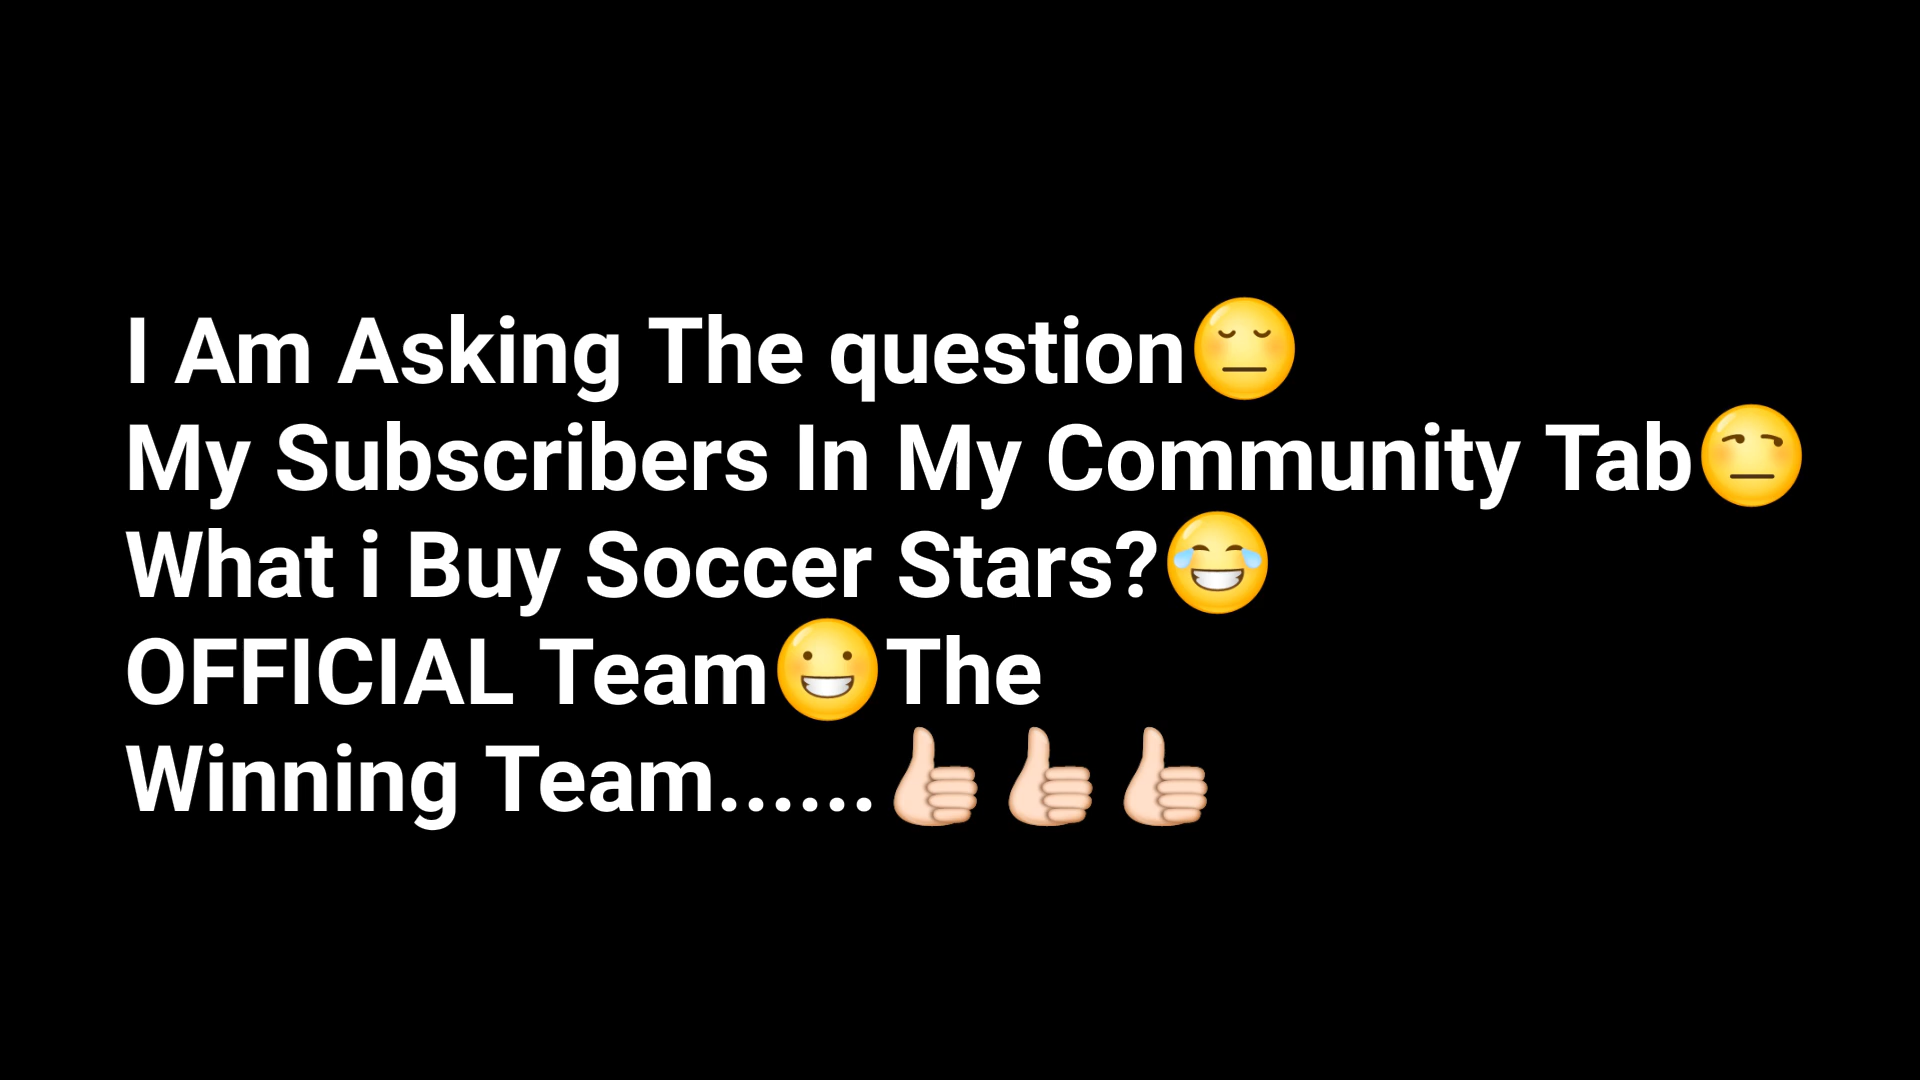 I Am Asking The question😔
My Subscribers In My Community Tab😒
What i Buy Soccer Stars?😂
OFFICIAL Team😀The
Winning Team......👍🏻👍🏻👍🏻